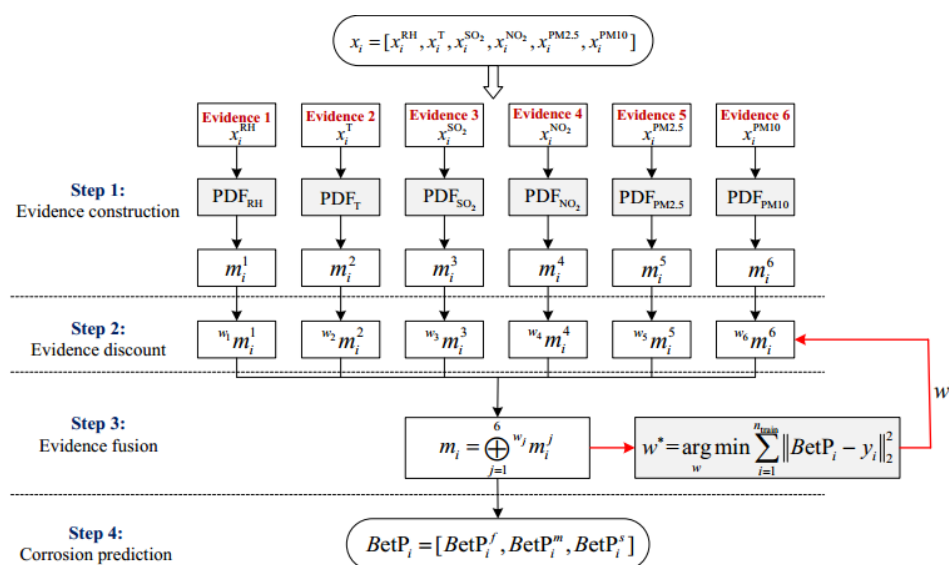 x_i = [x_i^RH, x_i^T, x_i^SO₂, x_i^NO₂, x_i^PM2.5, x_i^PM10]
Evidence 1 Evidence 2 Evidence 3 Evidence 4 Evidence 5 Evidence 6
x_i^RH x_i^T x_i^SO₂ x_i^NO₂ x_i^PM2.5 x_i^PM10
Step 1:
Evidence construction
PDF_RH PDF_T PDF_SO₂ PDF_NO₂ PDF_PM2.5 PDF_PM10
m_i^1 m_i^2 m_i^3 m_i^4 m_i^5 m_i^6
Step 2:
Evidence discount
^w₁ m_i^1 ^w₂ m_i^2 ^w₃ m_i^3 ^w₄ m_i^4 ^w₅ m_i^5 ^w₆ m_i^6
w
Step 3:
Evidence fusion
m_i = ⊕_{j=1}^{6} ^{w_j} m_i^j
w* = arg min_w ∑_{i=1}^{n_train} ‖BetP_i − y_i‖_2^2
Step 4:
Corrosion prediction
BetP_i = [BetP_i^f, BetP_i^m, BetP_i^s]